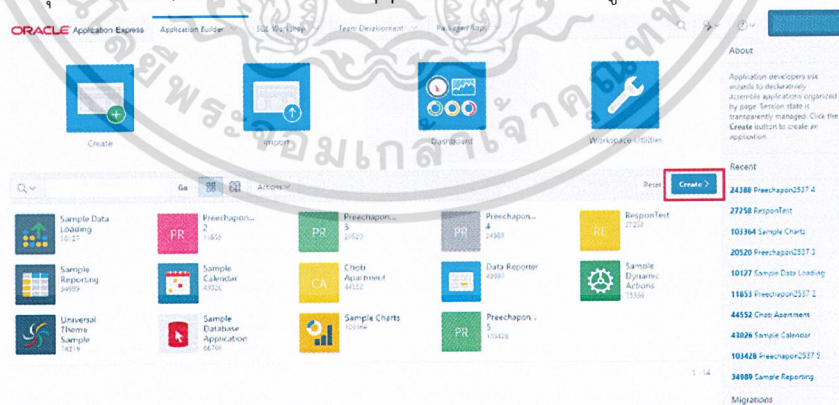 ORACLE Application Express Application Builder SQL Workshop Team Development Packaged Apps
Create
Import
Dashboard
Workspace Utilities
About
Application developers use
wizards to declaratively
assemble applications organized
by page. Session state is
transparently managed. Click the
Create button to create an
application.
Go Actions Reset Create >
Sample Data
Loading
10127
PR Preechapon...
2
11853
PR Preechapon...
3
20520
PR Preechapon...
4
24388
RE ResponTest
27258
Sample
Reporting
34989
Sample
Calendar
43026
CA Choti
Apartment
44552
Data Reporter
Sample
Dynamic
Actions
Universal
Theme
Sample
Sample
Database
Application
Sample Charts
103364
PR Preechapon...
5
103428
1 - 14
Recent
24388 Preechapon2537 4
27258 ResponTest
103364 Sample Charts
20520 Preechapon2537 3
10127 Sample Data Loading
11853 Preechapon2537 2
44552 Choti Apartment
43026 Sample Calendar
103428 Preechapon2537 5
34989 Sample Reporting
Migrations